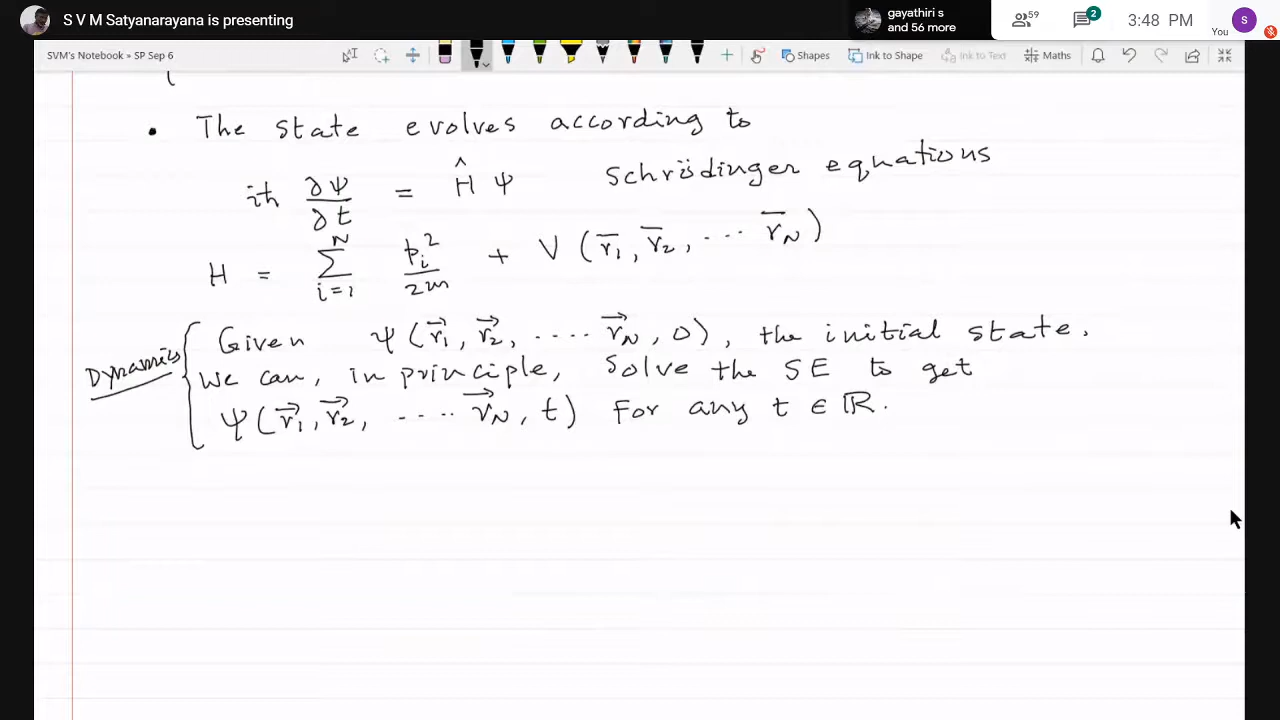 S V M Satyanarayana is presenting
gayathiri s
and 56 more
59
2
3:48 PM
S
You
SVM's Notebook > SP Sep 6
Shapes
Ink to Shape
Ink to Text
Maths
• The state evolves according to
iħ ∂ψ/∂t = Ĥ ψ Schrödinger equations
H = Σ_{i=1}^{N} p_i²/2m + V (r̄₁, r̄₂, ... r̄_N)
Dynamics
Given ψ(r⃗₁, r⃗₂, .... r⃗_N, 0), the initial state.
We can, in principle, solve the SE to get
ψ(r⃗₁, r⃗₂, .... r⃗_N, t) for any t ∈ ℝ.